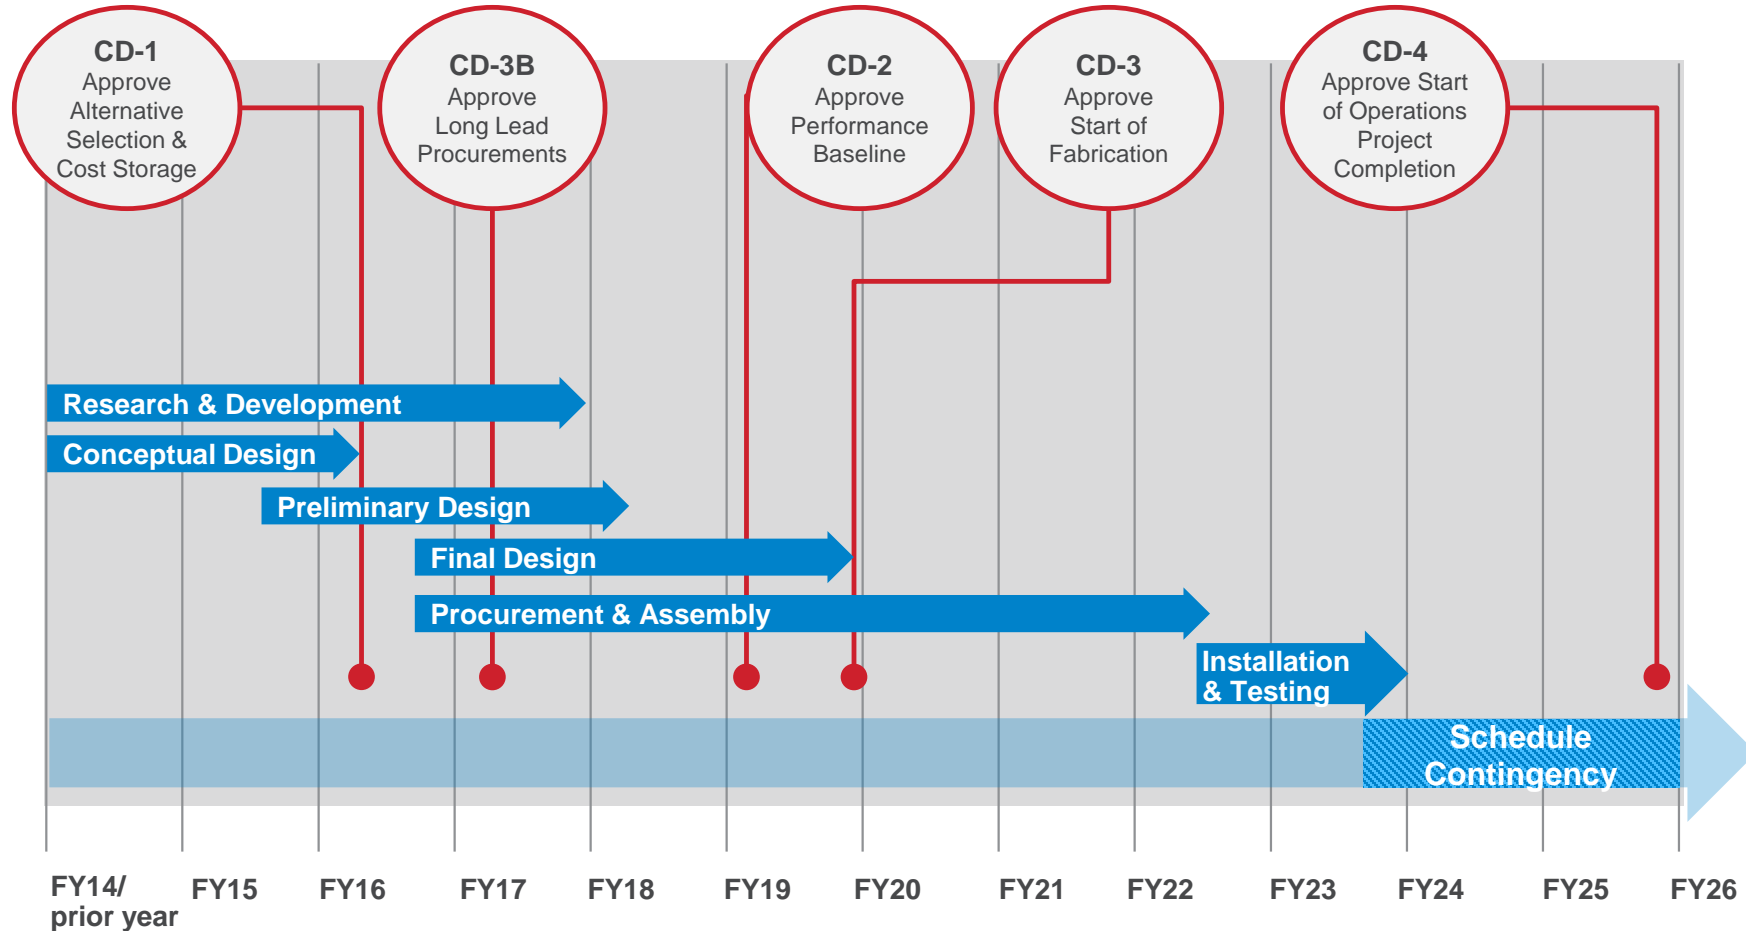 CD-1
Approve
Alternative
Selection &
Cost Storage
CD-3B
Approve
Long Lead
Procurements
CD-2
Approve
Performance
Baseline
CD-3
Approve
Start of
Fabrication
CD-4
Approve Start
of Operations
Project
Completion
Research & Development
Conceptual Design
Preliminary Design
Final Design
Procurement & Assembly
Installation
& Testing
Schedule
Contingency
FY14/
prior year
FY15
FY16
FY17
FY18
FY19
FY20
FY21
FY22
FY23
FY24
FY25
FY26